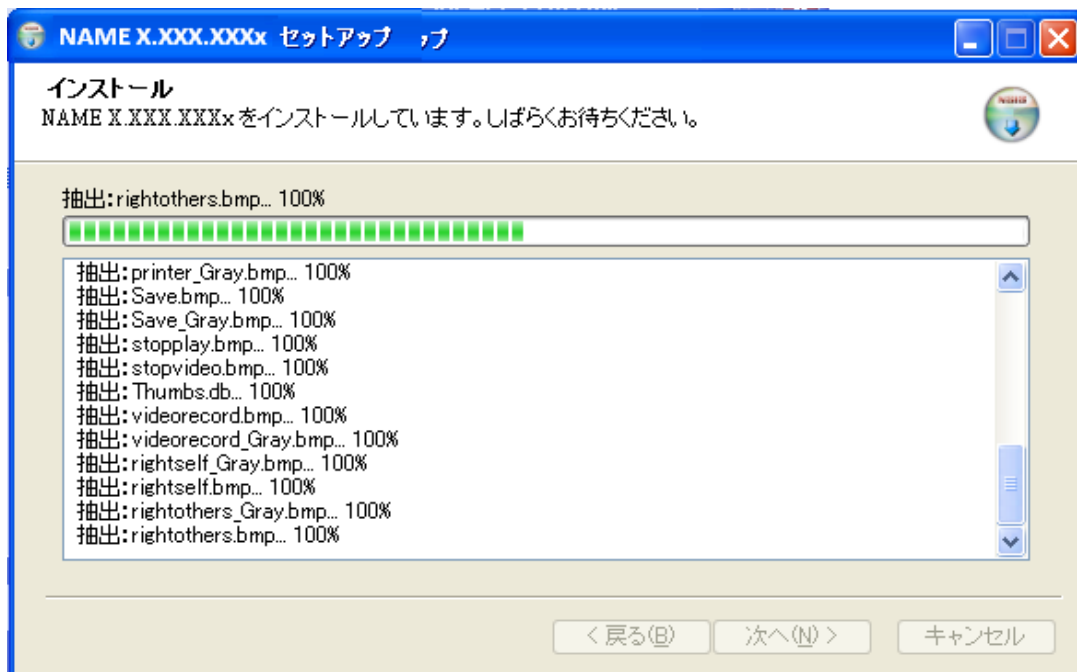 NAME X.XXX.XXXx セットアップ ップ
インストール
NAME X.XXX.XXXx をインストールしています。しばらくお待ちください。
抽出:rightothers.bmp... 100%
抽出:printer_Gray.bmp... 100%
抽出:Save.bmp... 100%
抽出:Save_Gray.bmp... 100%
抽出:stopplay.bmp... 100%
抽出:stopvideo.bmp... 100%
抽出:Thumbs.db... 100%
抽出:videorecord.bmp... 100%
抽出:videorecord_Gray.bmp... 100%
抽出:rightself_Gray.bmp... 100%
抽出:rightself.bmp... 100%
抽出:rightothers_Gray.bmp... 100%
抽出:rightothers.bmp... 100%
< 戻る(B) 次へ(N) > キャンセル